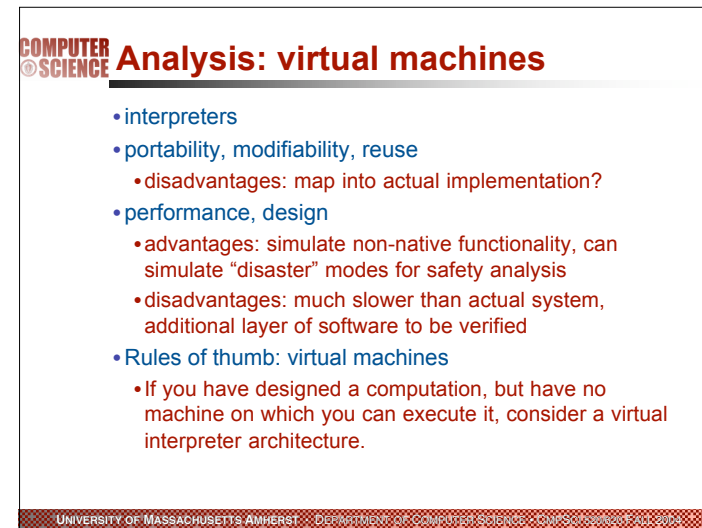 COMPUTER
SCIENCE
Analysis: virtual machines
•interpreters
•portability, modifiability, reuse
•disadvantages: map into actual implementation?
•performance, design
•advantages: simulate non-native functionality, can
simulate “disaster” modes for safety analysis
•disadvantages: much slower than actual system,
additional layer of software to be verified
•Rules of thumb: virtual machines
•If you have designed a computation, but have no
machine on which you can execute it, consider a virtual
interpreter architecture.
UNIVERSITY OF MASSACHUSETTS AMHERST DEPARTMENT OF COMPUTER SCIENCE